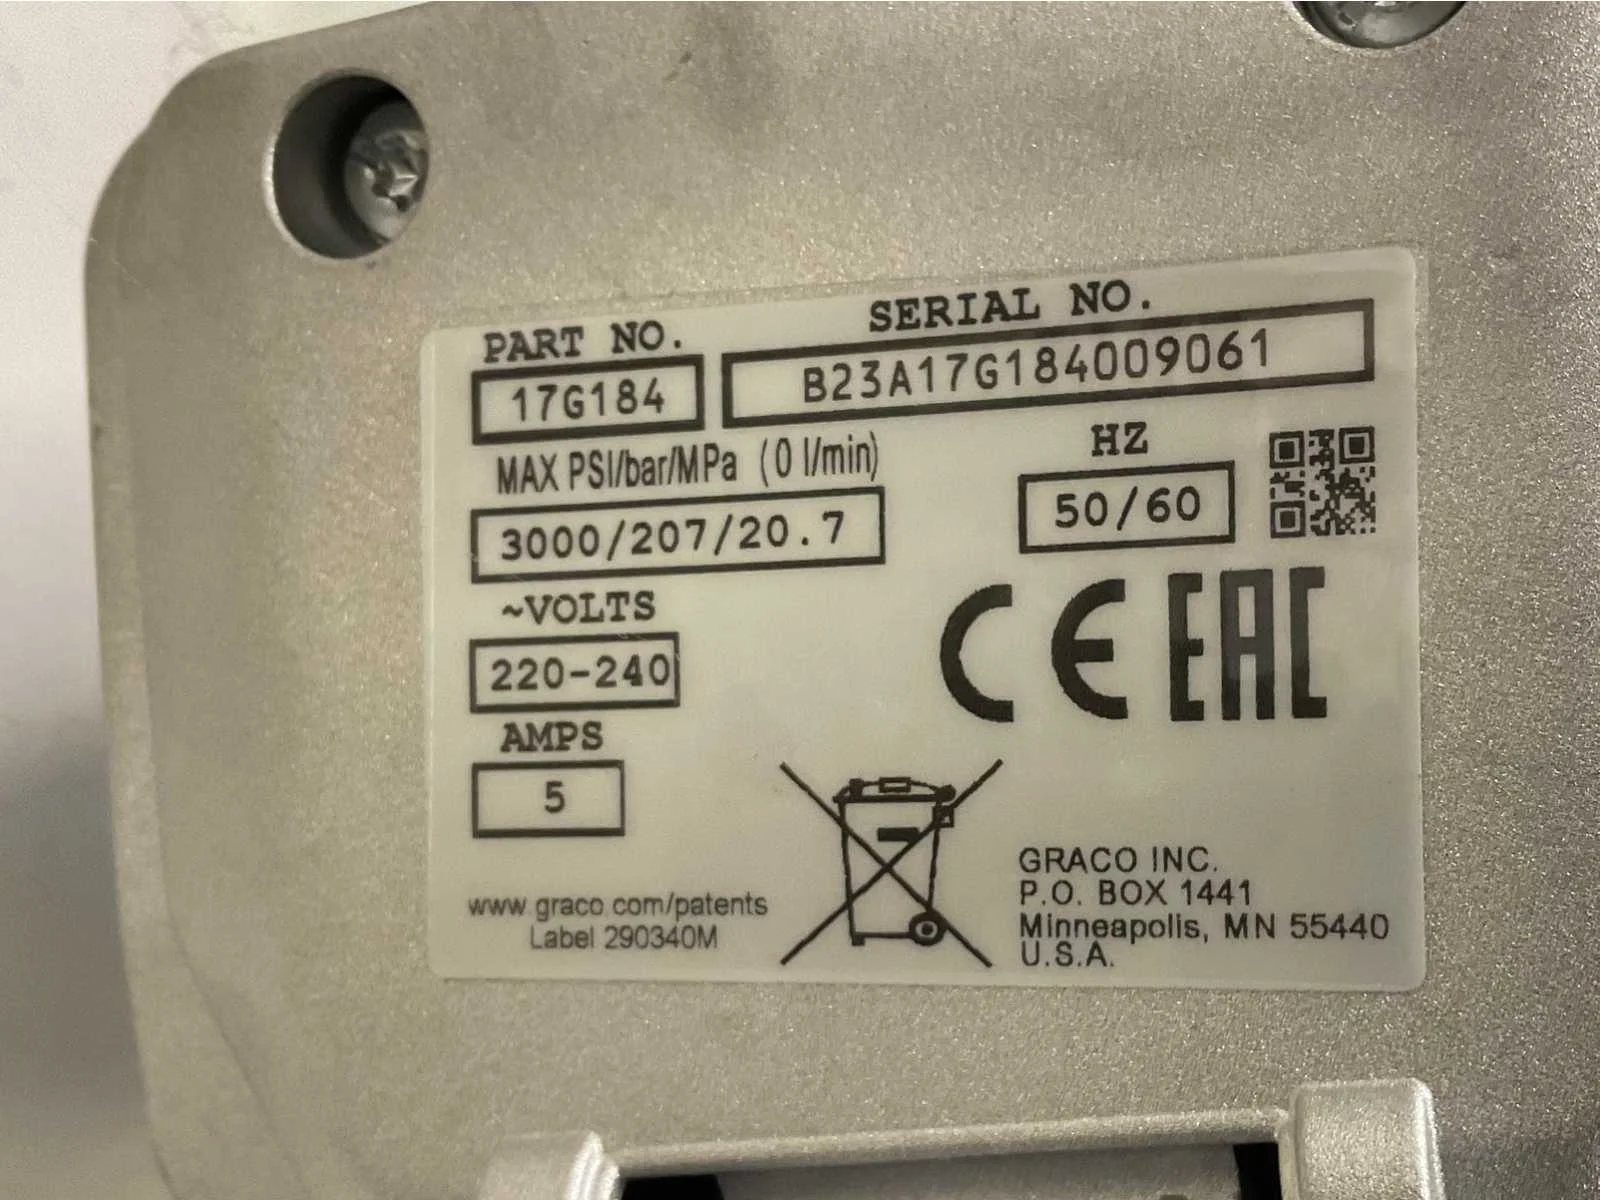 PART NO.
SERIAL NO.
17G184
B23A17G184009061
MAX PSI/bar/MPa (0 l/min)
HZ
3000/207/20.7
50/60
~VOLTS
220-240
CE EAC
AMPS
5
www.graco.com/patents
Label 290340M
GRACO INC.
P.O. BOX 1441
Minneapolis, MN 55440
U.S.A.